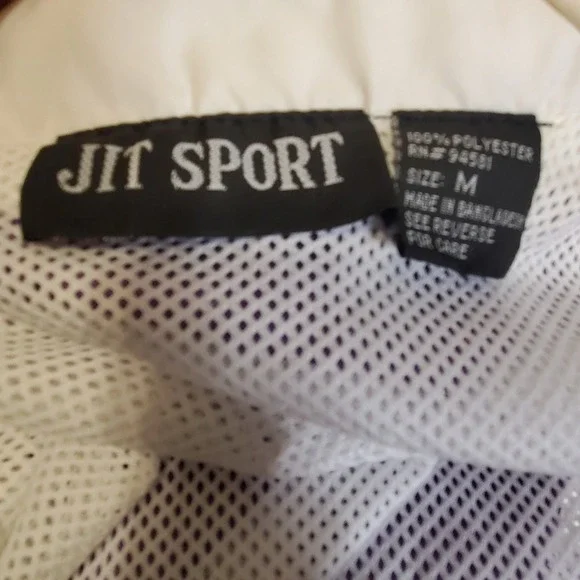 JIT SPORT
100% POLYESTER
RN# 94581
SIZE: M
MADE IN BANGLADESH
SEE REVERSE
FOR CARE